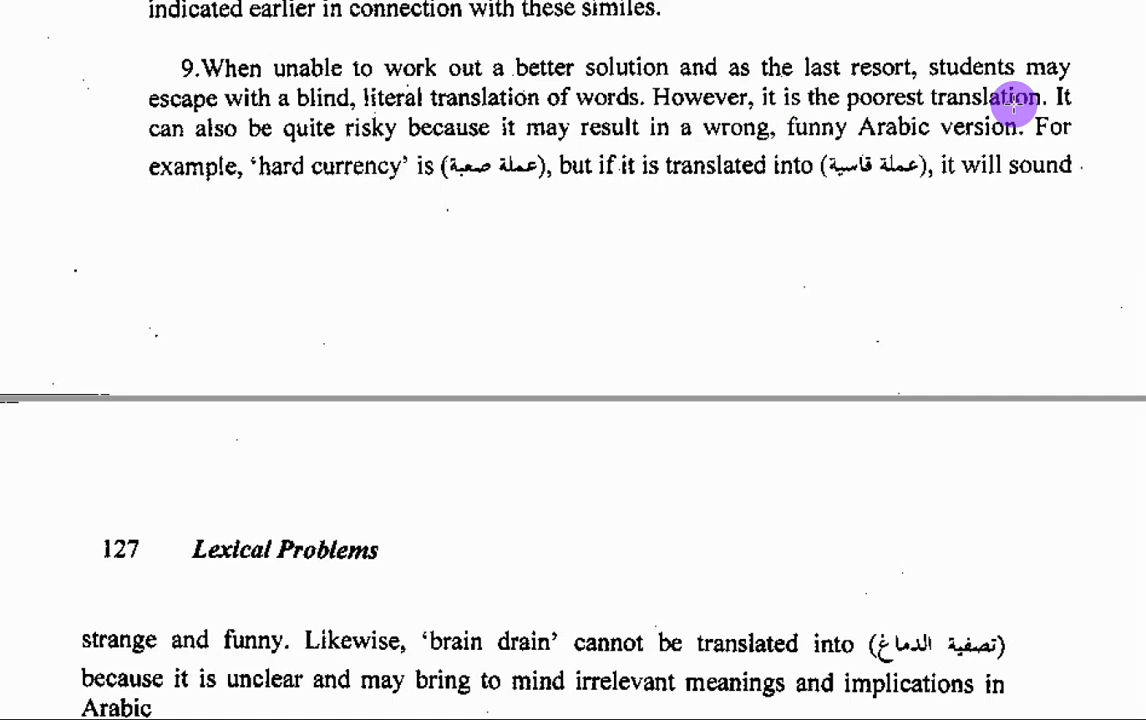 indicated earlier in connection with these similes.
9.When unable to work out a better solution and as the last resort, students may
escape with a blind, literal translation of words. However, it is the poorest translation. It
can also be quite risky because it may result in a wrong, funny Arabic version. For
example, ‘hard currency’ is (عملة صعبة), but if it is translated into (عملة قاسية), it will sound
127 Lexical Problems
strange and funny. Likewise, ‘brain drain’ cannot be translated into (تصفية الدماغ)
because it is unclear and may bring to mind irrelevant meanings and implications in
Arabic